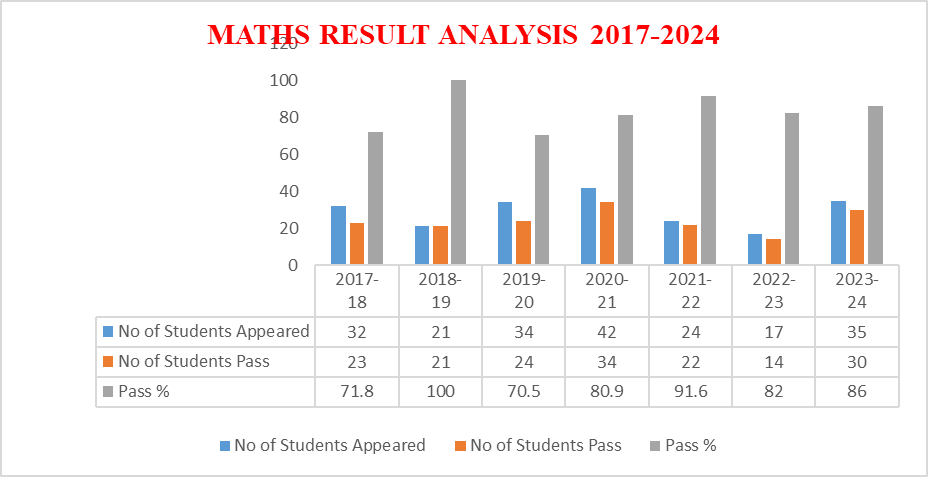 MATHS RESULT ANALYSIS 2017-2024
120
100
80
60
40
20
0
2017-18 2018-19 2019-20 2020-21 2021-22 2022-23 2023-24
No of Students Appeared 32 21 34 42 24 17 35
No of Students Pass 23 21 24 34 22 14 30
Pass % 71.8 100 70.5 80.9 91.6 82 86
No of Students Appeared No of Students Pass Pass %